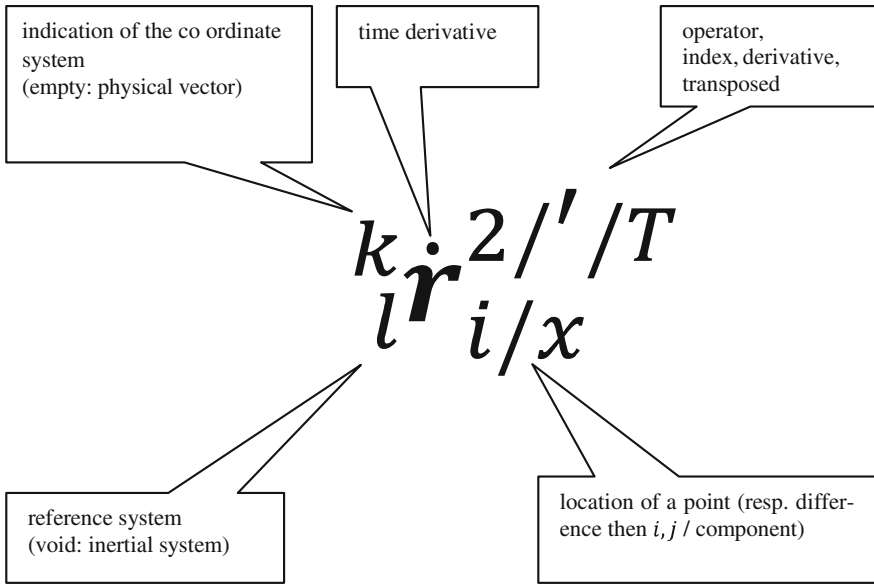 indication of the co ordinate
system
(empty: physical vector)
time derivative
operator,
index, derivative,
transposed
k ṙ 2/′/T
l i/x
reference system
(void: inertial system)
location of a point (resp. differ-
ence then i, j / component)